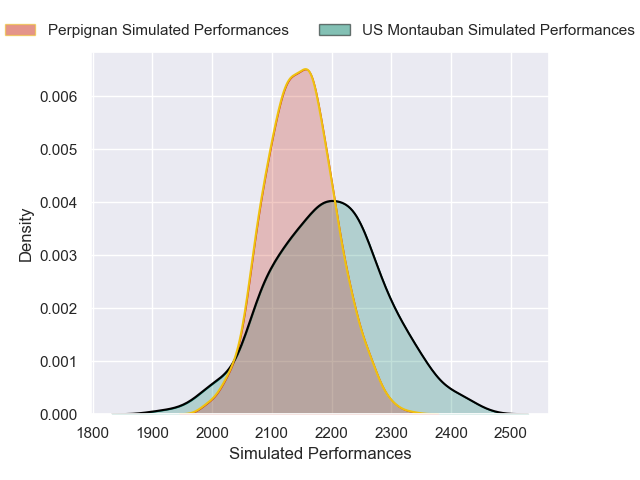 Perpignan Simulated Performances US Montauban Simulated Performances
0.006
0.005
0.004
0.003
0.002
0.001
0.000
Density
1800 1900 2000 2100 2200 2300 2400 2500
Simulated Performances